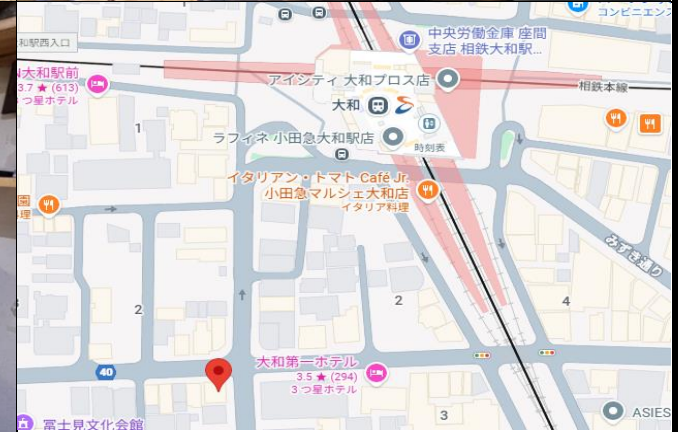 コンビニエンス
中央労働金庫 座間
支店 相鉄大和駅...
和駅西入口
大和駅前
3.7 ★ (613)
つ星ホテル
アイシティ 大和プロス店
相鉄本線
大和
1
ラフィネ 小田急大和駅店
時刻表
イタリアン・トマト Café Jr.
小田急マルシェ大和店
イタリア料理
園
理
みずき通り
2
2
4
大和第一ホテル
3.5 ★ (294)
3 つ星ホテル
40
3
ASIES
冨士見文化会館